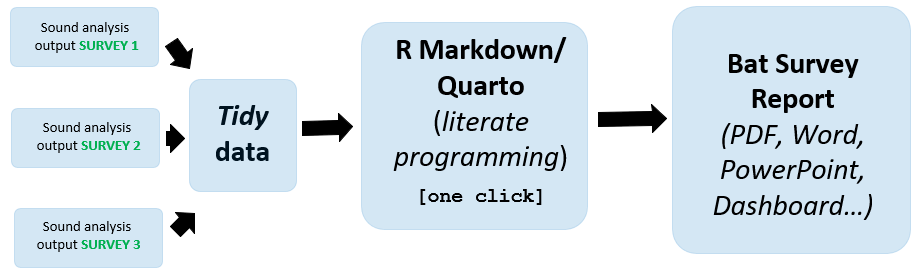 Sound analysis
output SURVEY 1
Sound analysis
output SURVEY 2
Sound analysis
output SURVEY 3
Tidy
data
R Markdown/
Quarto
(literate
programming)
[one click]
Bat Survey
Report
(PDF, Word,
PowerPoint,
Dashboard...)